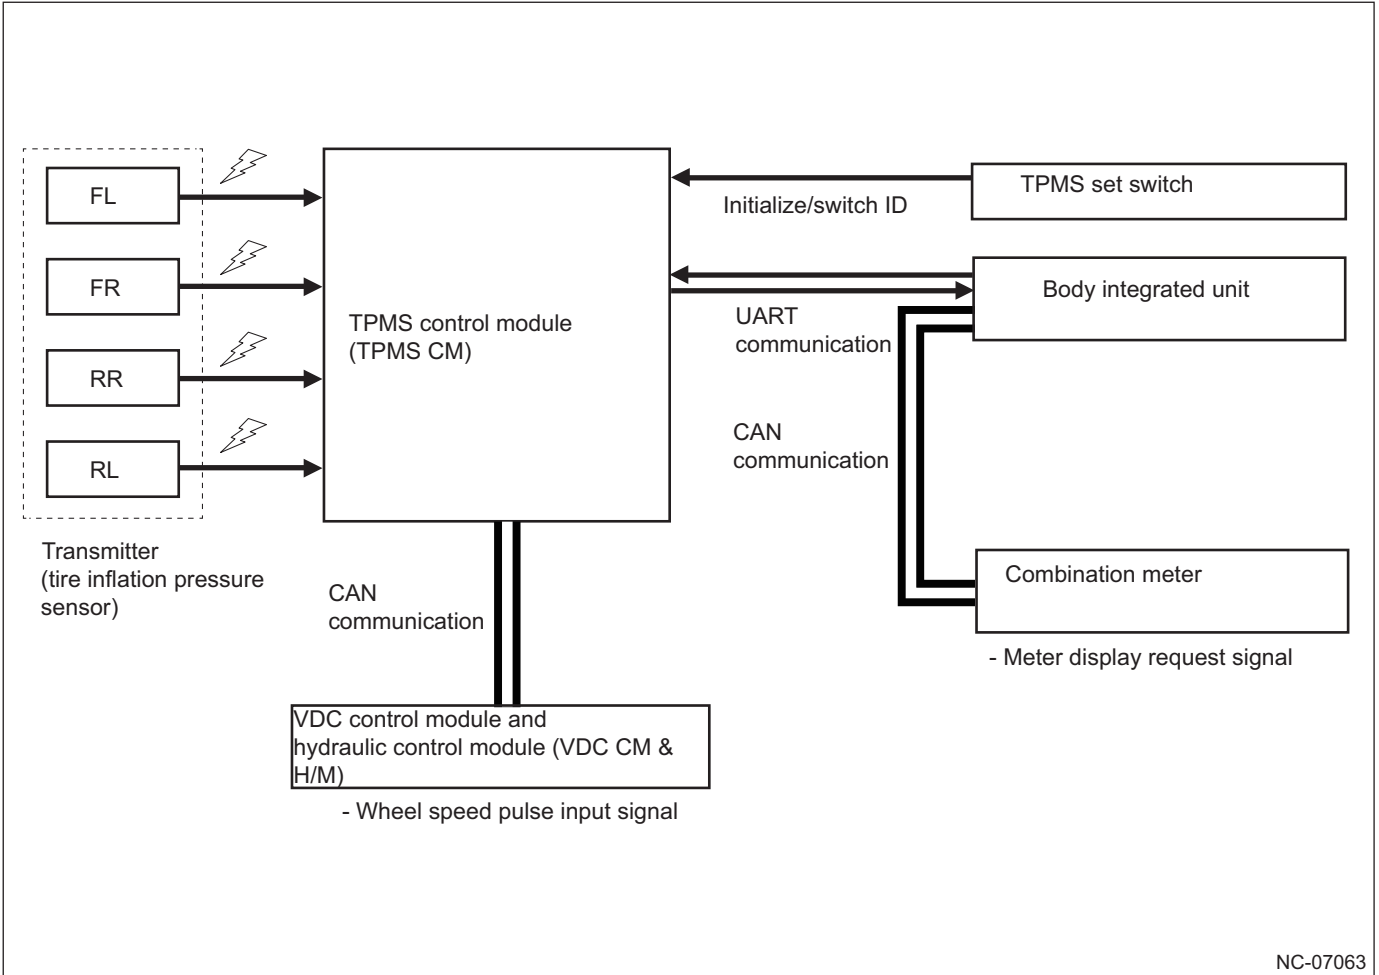 FL
FR
RR
RL
Transmitter
(tire inflation pressure
sensor)
TPMS control module
(TPMS CM)
Initialize/switch ID
TPMS set switch
UART
communication
Body integrated unit
CAN
communication
Combination meter
- Meter display request signal
CAN
communication
VDC control module and
hydraulic control module (VDC CM &
H/M)
- Wheel speed pulse input signal
NC-07063